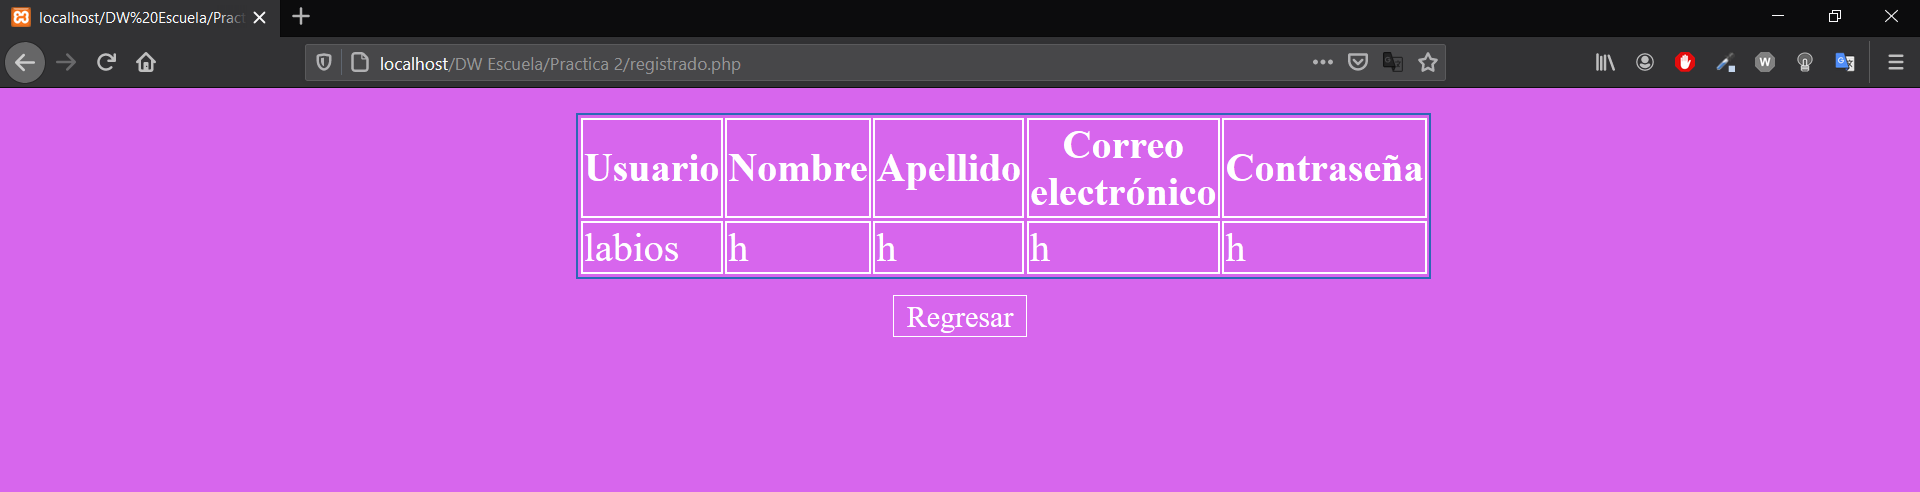 localhost/DW%20Escuela/Pract
localhost/DW Escuela/Practica 2/registrado.php
Usuario Nombre Apellido Correo electrónico Contraseña
labios h h h h
Regresar